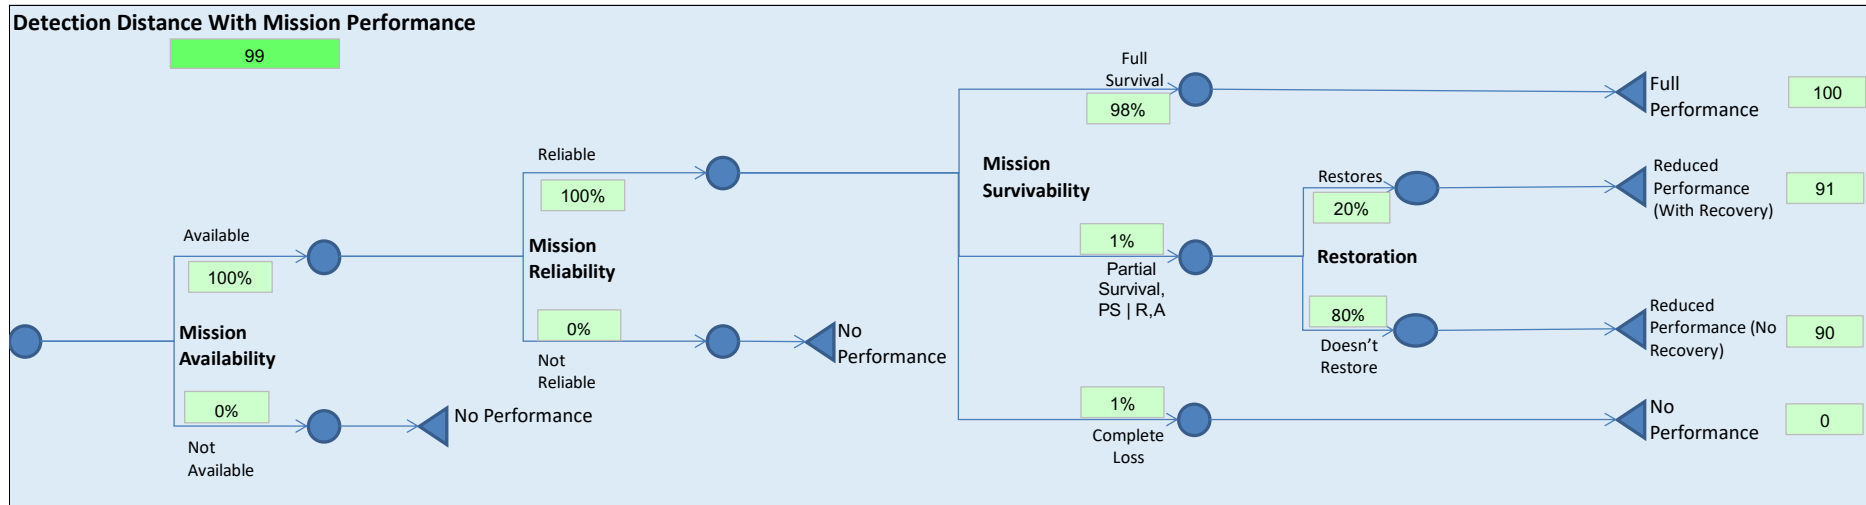 Detection Distance With Mission Performance
99
Full
Survival
98%
Full
Performance
100
Reliable
100%
Mission
Survivability
Restores
20%
Reduced
Performance
(With Recovery)
91
Available
100%
Mission
Reliability
1%
Partial
Survival,
PS | R,A
Restoration
80%
Doesn’t
Restore
Reduced
Performance (No
Recovery)
90
Mission
Availability
0%
Not
Reliable
No
Performance
0%
Not
Available
No Performance
1%
Complete
Loss
No
Performance
0